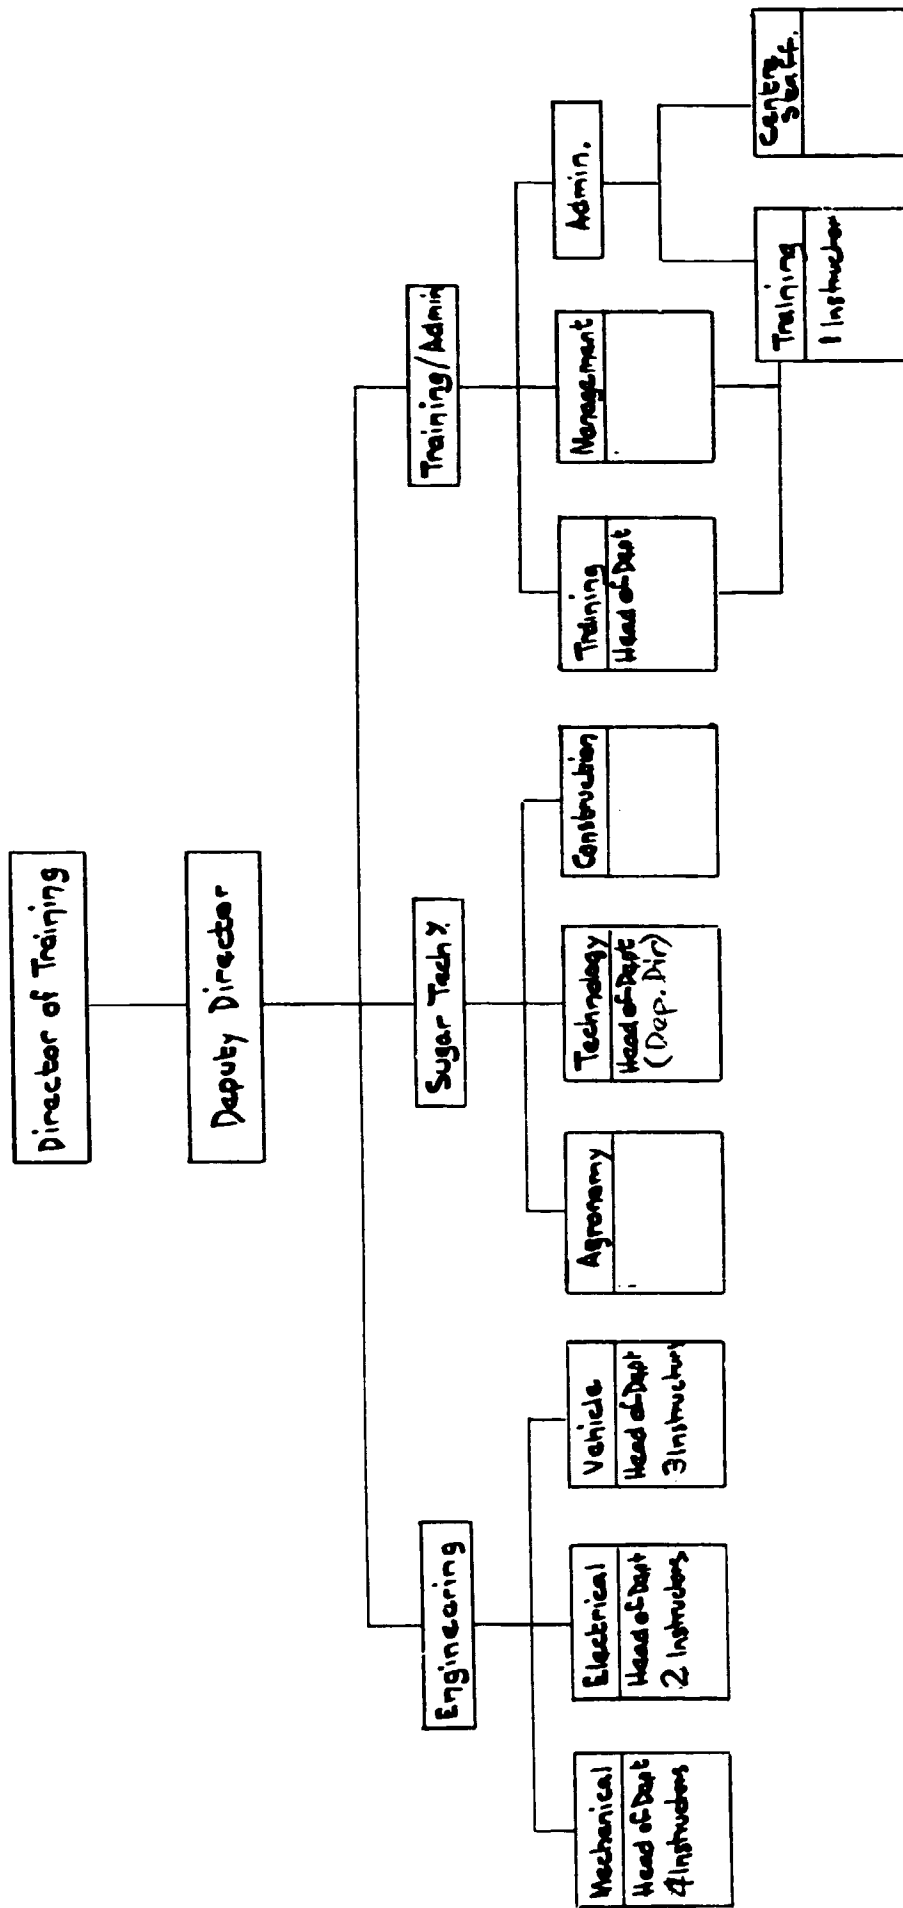 Director of Training
Deputy Director
Engineering
Sugar Tech Y.
Training/Admin
Mechanical
Head of Dept
4 Instructors
Electrical
Head of Dept
2 Instructors
Vehicle
Head of Dept
3 Instructors
Agronomy
Technology
Head of Dept
(Dep. Dir)
Construction
Training
Head of Dept
Management
Admin.
Training
1 Instructor
Centre
Staff.